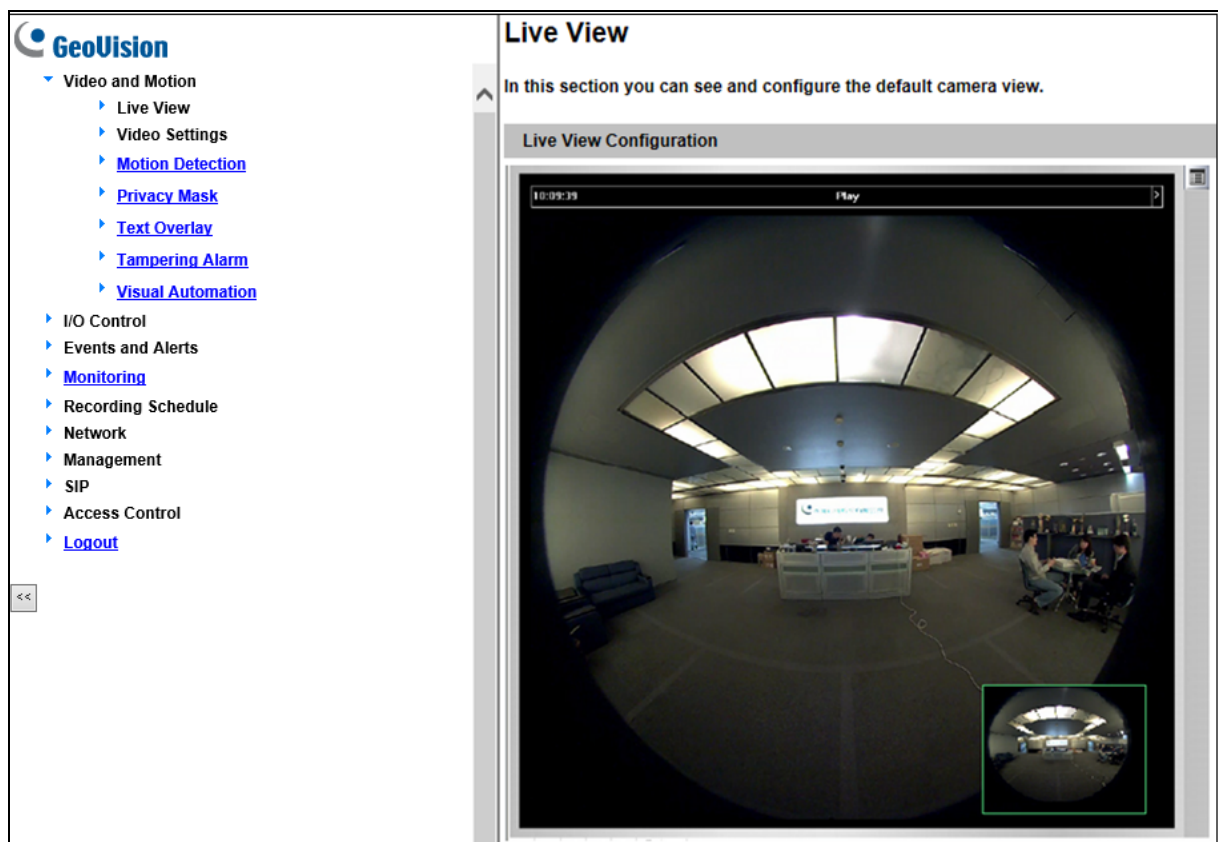 GeoVision
Video and Motion
Live View
Video Settings
Motion Detection
Privacy Mask
Text Overlay
Tampering Alarm
Visual Automation
I/O Control
Events and Alerts
Monitoring
Recording Schedule
Network
Management
SIP
Access Control
Logout
<<
Live View
In this section you can see and configure the default camera view.
Live View Configuration
10:09:39 Play >